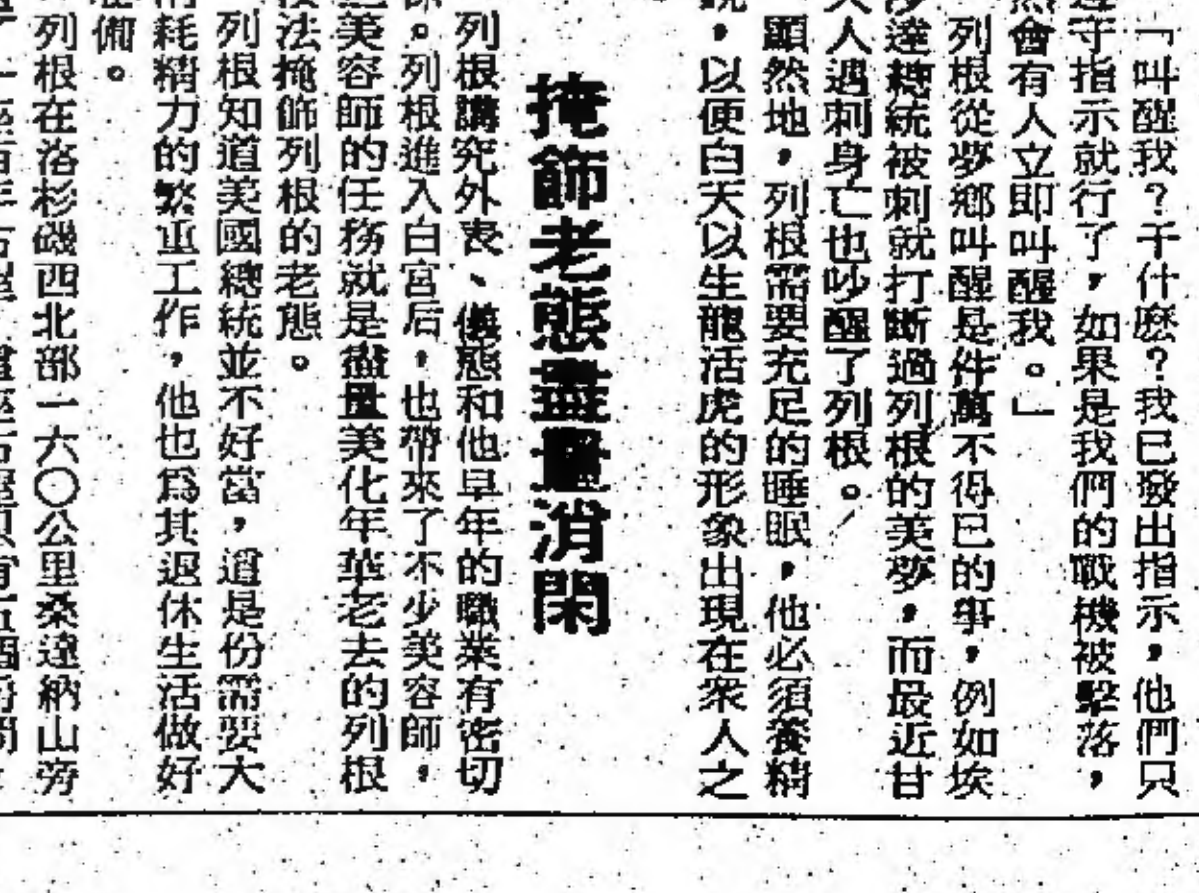 「叫醒我?干什麽?我已發出指示,他們只
守指示就行了,如果是我們的戰機被擊落,
會有人立即叫醒我。」
列根從夢鄉叫醒是件萬不得已的事,例如埃
達總統被刺就打斷過列根的美夢,而最近甘
人遇刺身亡也吵醒了列根。
顯然地,列根需要充足的睡眠,他必須養精
,以便白天以生龍活虎的形象出現在衆人之
。
掩飾老態盡量消閑
列根講究外表、儀態和他早年的職業有密切
。列根進入白宮后,也帶來了不少美容師,
美容師的任務就是盡量美化年華老去的列根
法掩飾列根的老態。
列根知道美國總統並不好當,這是份需要大
消耗精力的繁重工作,他也爲其退休生活做好
備。
列根在洛杉磯西北部一六〇公里桑達納山旁